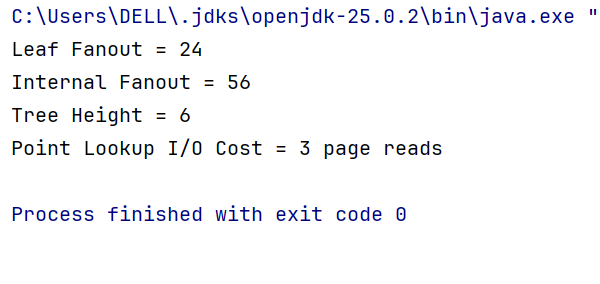 C:\Users\DELL\.jdks\openjdk-25.0.2\bin\java.exe "
Leaf Fanout = 24
Internal Fanout = 56
Tree Height = 6
Point Lookup I/O Cost = 3 page reads
Process finished with exit code 0